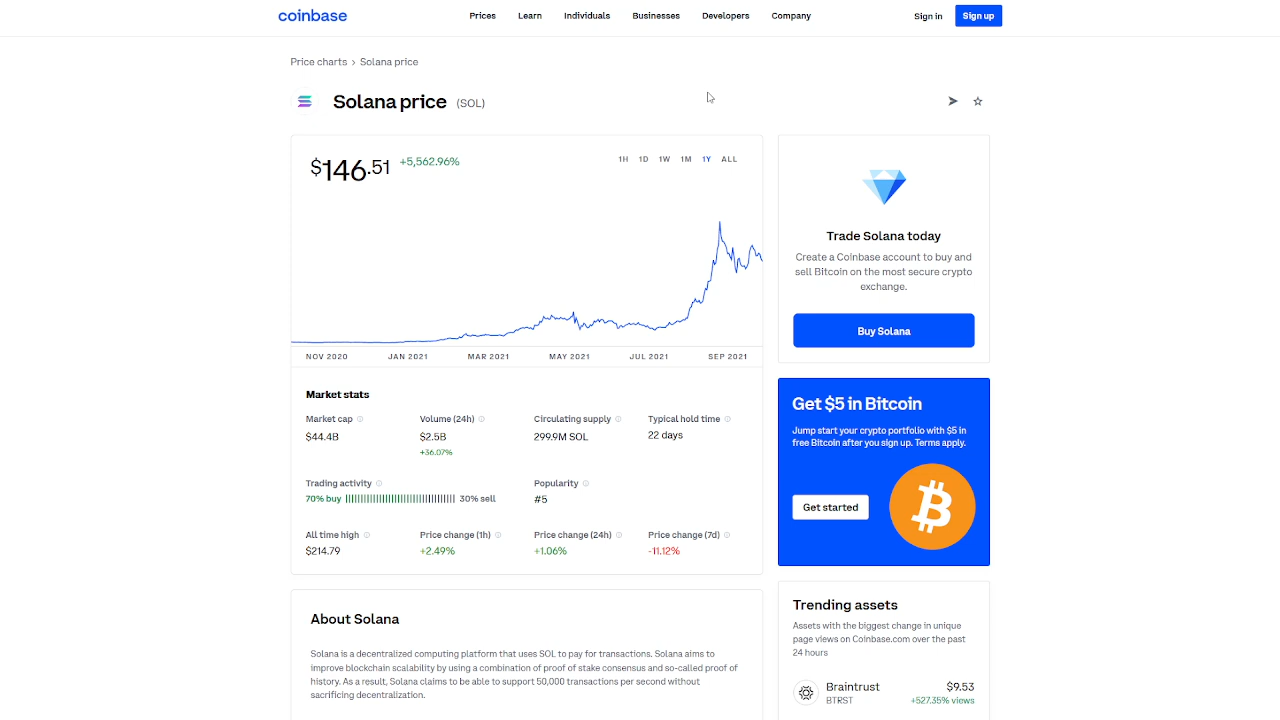 coinbase
Prices Learn Individuals Businesses Developers Company
Sign in Sign up
Price charts > Solana price
Solana price (SOL)
$146.51 +5,562.96%
1H 1D 1W 1M 1Y ALL
NOV 2020 JAN 2021 MAR 2021 MAY 2021 JUL 2021 SEP 2021
Market stats
Market cap Volume (24h) Circulating supply Typical hold time
$44.4B $2.5B 299.9M SOL 22 days
+36.07%
Trading activity Popularity
70% buy 30% sell #5
All time high Price change (1h) Price change (24h) Price change (7d)
$214.79 +2.49% +1.06% -11.12%
About Solana
Solana is a decentralized computing platform that uses SOL to pay for transactions. Solana aims to
improve blockchain scalability by using a combination of proof of stake consensus and so-called proof of
history. As a result, Solana claims to be able to support 50,000 transactions per second without
sacrificing decentralization.
Trade Solana today
Create a Coinbase account to buy and
sell Bitcoin on the most secure crypto
exchange.
Buy Solana
Get $5 in Bitcoin
Jump start your crypto portfolio with $5 in
free Bitcoin after you sign up. Terms apply.
Get started
Trending assets
Assets with the biggest change in unique
page views on Coinbase.com over the past
24 hours
Braintrust $9.53
BTRST +527.35% views